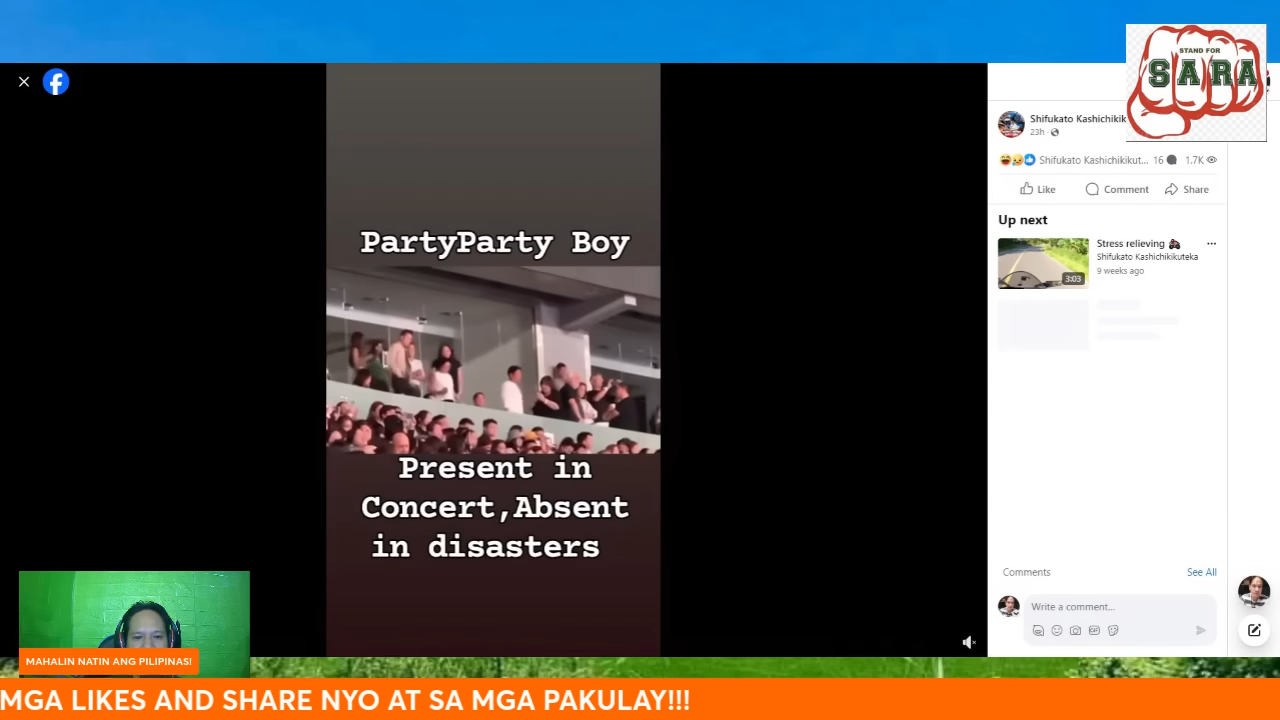 STAND FOR
SARA
Shifukato Kashichikik
23h
Shifukato Kashichikikut... 16 1.7K
Like Comment Share
Up next
Stress relieving
Shifukato Kashichikikuteka
9 weeks ago
3:03
PartyParty Boy
Present in
Concert,Absent
in disasters
Comments See All
Write a comment...
GIF
MAHALIN NATIN ANG PILIPINAS!
MGA LIKES AND SHARE NYO AT SA MGA PAKULAY!!!